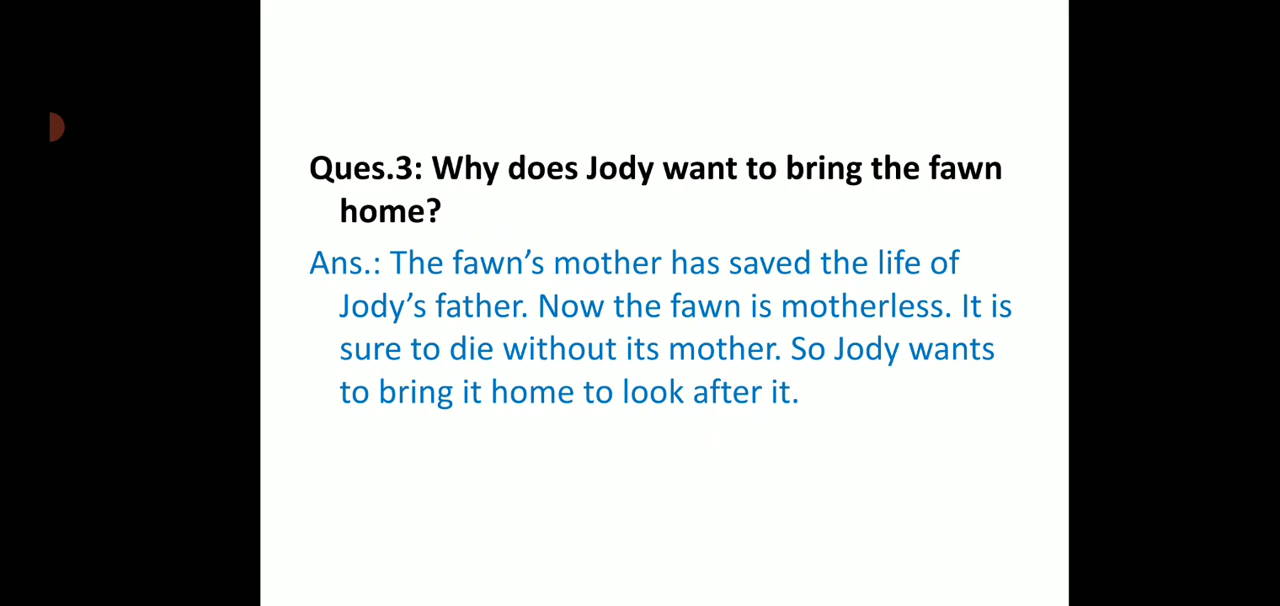 Ques.3: Why does Jody want to bring the fawn
home?
Ans.: The fawn’s mother has saved the life of
Jody’s father. Now the fawn is motherless. It is
sure to die without its mother. So Jody wants
to bring it home to look after it.